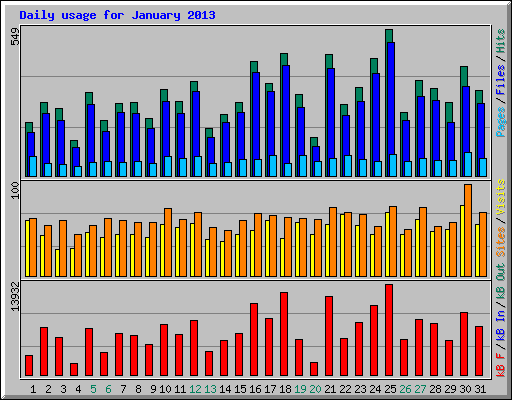 Daily usage for January 2013
549
Pages / Files / Hits
100
Sites / Visits
13932
kB F / kB In / kB Out
1 2 3 4 5 6 7 8 9 10 11 12 13 14 15 16 17 18 19 20 21 22 23 24 25 26 27 28 29 30 31